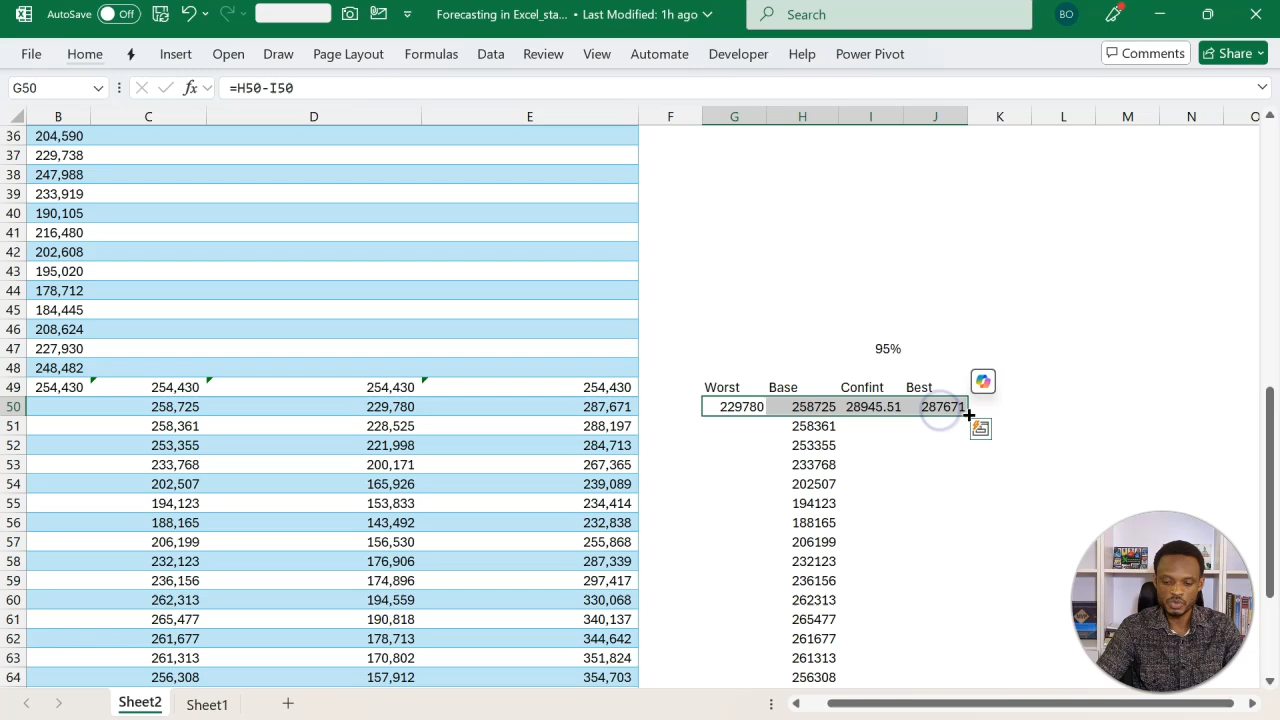 AutoSave Off Forecasting in Excel_sta... • Last Modified: 1h ago Search BO
File Home Insert Open Draw Page Layout Formulas Data Review View Automate Developer Help Power Pivot Comments Share
G50 fx =H50-I50
B C D E F G H I J K L M N O
36 204,590
37 229,738
38 247,988
39 233,919
40 190,105
41 216,480
42 202,608
43 195,020
44 178,712
45 184,445
46 208,624
47 227,930 95%
48 248,482
49 254,430 254,430 254,430 254,430 Worst Base Confint Best
50 258,725 229,780 287,671 229780 258725 28945.51 287671
51 258,361 228,525 288,197 258361
52 253,355 221,998 284,713 253355
53 233,768 200,171 267,365 233768
54 202,507 165,926 239,089 202507
55 194,123 153,833 234,414 194123
56 188,165 143,492 232,838 188165
57 206,199 156,530 255,868 206199
58 232,123 176,906 287,339 232123
59 236,156 174,896 297,417 236156
60 262,313 194,559 330,068 262313
61 265,477 190,818 340,137 265477
62 261,677 178,713 344,642 261677
63 261,313 170,802 351,824 261313
64 256,308 157,912 354,703 256308
Sheet2 Sheet1